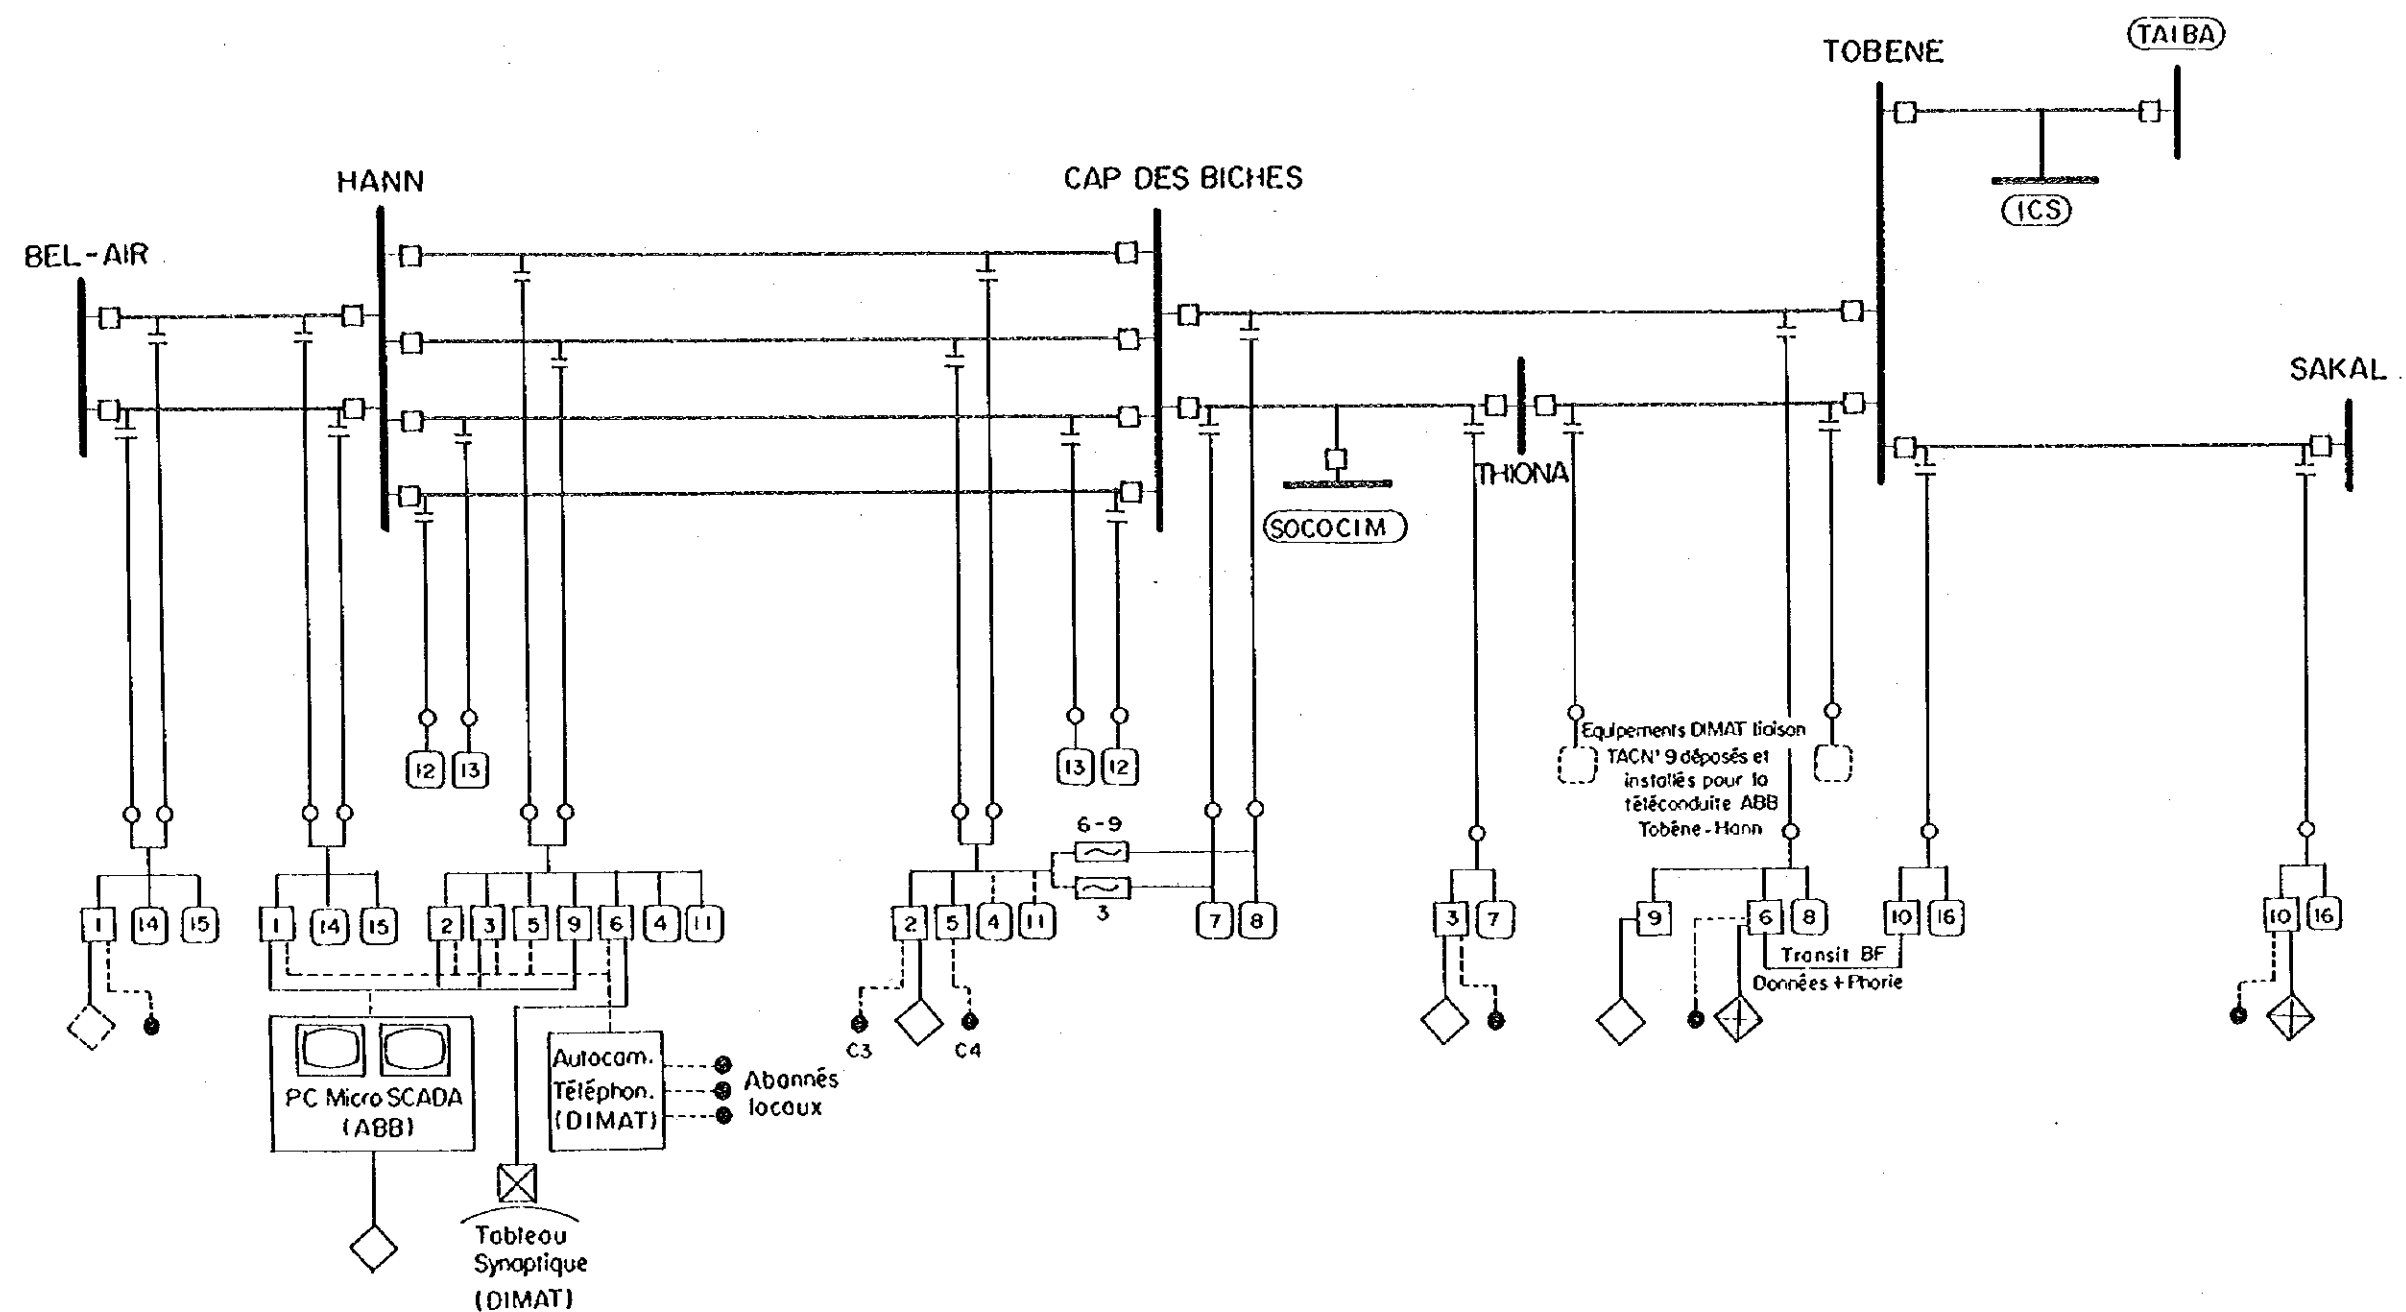 TAIBA
TOBENE
ICS
HANN
CAP DES BICHES
BEL-AIR
SAKAL
THIONA
SOCOCIM
12
13
13
12
Equipements DIMAT liaison
TACN° 9 déposés et
installés pour la
téléconduite ABB
Tobène-Hann
6-9
3
1
14
15
1
14
15
2
3
5
9
6
4
11
2
5
4
11
7
8
3
7
9
6
8
10
16
10
16
Transit BF
Données + Phonie
C3
C4
PC Micro SCADA
(ABB)
Autocom.
Téléphon.
(DIMAT)
Abonnés
locaux
Tableau
Synoptique
(DIMAT)